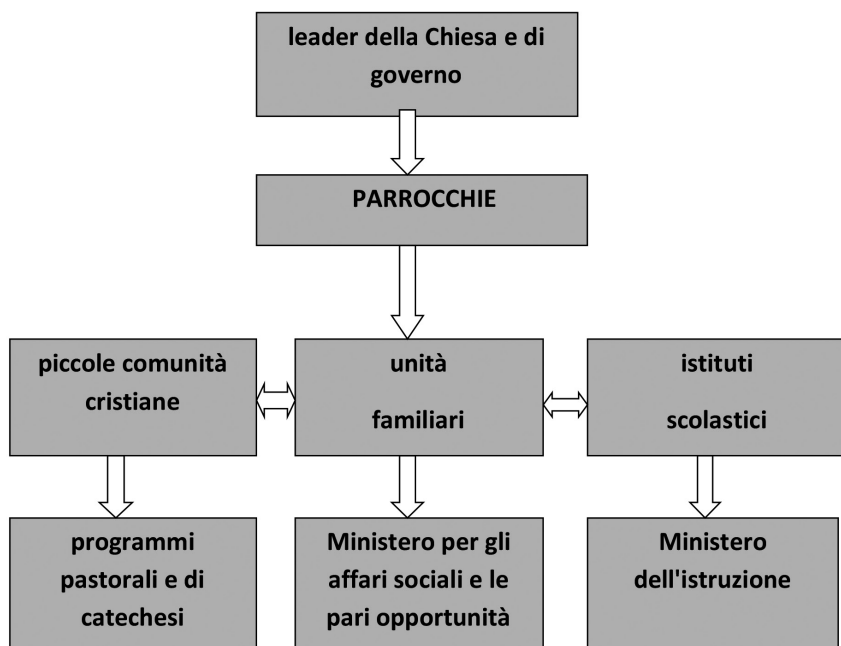 leader della Chiesa e di
governo
PARROCCHIE
piccole comunità
cristiane
unità
familiari
istituti
scolastici
programmi
pastorali e di
catechesi
Ministero per gli
affari sociali e le
pari opportunità
Ministero
dell'istruzione